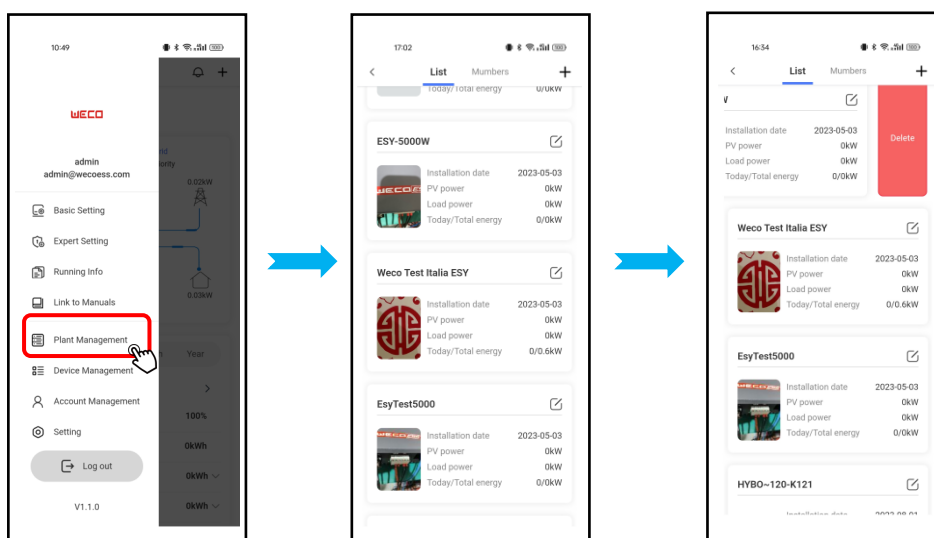 10:49
WECO
admin
admin@wecoess.com
0.02kW
Basic Setting
Expert Setting
Running Info
Link to Manuals
0.03kW
Plant Management
Year
Device Management
Account Management
100%
Setting
0kWh
Log out
0kWh
V1.1.0
0kWh
17:02
List Mumbers
Today/Total energy 0/0kW
ESY-5000W
Installation date 2023-05-03
PV power 0kW
Load power 0kW
Today/Total energy 0/0kW
Weco Test Italia ESY
Installation date 2023-05-03
PV power 0kW
Load power 0kW
Today/Total energy 0/0.6kW
EsyTest5000
Installation date 2023-05-03
PV power 0kW
Load power 0kW
Today/Total energy 0/0kW
16:34
List Mumbers
Installation date 2023-05-03
PV power 0kW
Delete
Load power 0kW
Today/Total energy 0/0kW
Weco Test Italia ESY
Installation date 2023-05-03
PV power 0kW
Load power 0kW
Today/Total energy 0/0.6kW
EsyTest5000
Installation date 2023-05-03
PV power 0kW
Load power 0kW
Today/Total energy 0/0kW
HYBO~120-K121
Installation date 2023-08-01